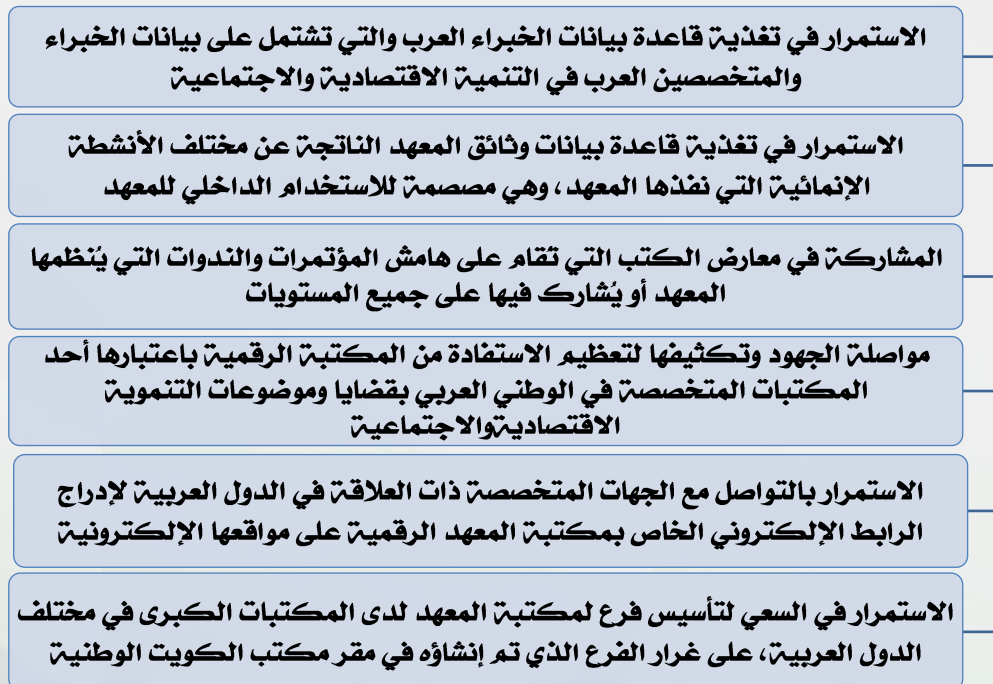 الاستمرار في تغذية قاعدة بيانات الخبراء العرب والتي تشتمل على بيانات الخبراء
والمتخصصين العرب في التنمية الاقتصادية والاجتماعية
الاستمرار في تغذية قاعدة بيانات وثائق المعهد الناتجة عن مختلف الأنشطة
الإنمائية التي نفذها المعهد، وهي مصصمة للاستخدام الداخلي للمعهد
المشاركة في معارض الكتب التي تُقام على هامش المؤتمرات والندوات التي يُنظمها
المعهد أو يُشارك فيها على جميع المستويات
مواصلة الجهود وتكثيفها لتعظيم الاستفادة من المكتبة الرقمية باعتبارها أحد
المكتبات المتخصصة في الوطني العربي بقضايا وموضوعات التنموية
الاقتصاديةوالاجتماعية
الاستمرار بالتواصل مع الجهات المتخصصة ذات العلاقة في الدول العربية لإدراج
الرابط الإلكتروني الخاص بمكتبة المعهد الرقمية على مواقعها الإلكترونية
الاستمرار في السعي لتأسيس فرع لمكتبة المعهد لدى المكتبات الكبرى في مختلف
الدول العربية، على غرار الفرع الذي تم إنشاؤه في مقر مكتب الكويت الوطنية